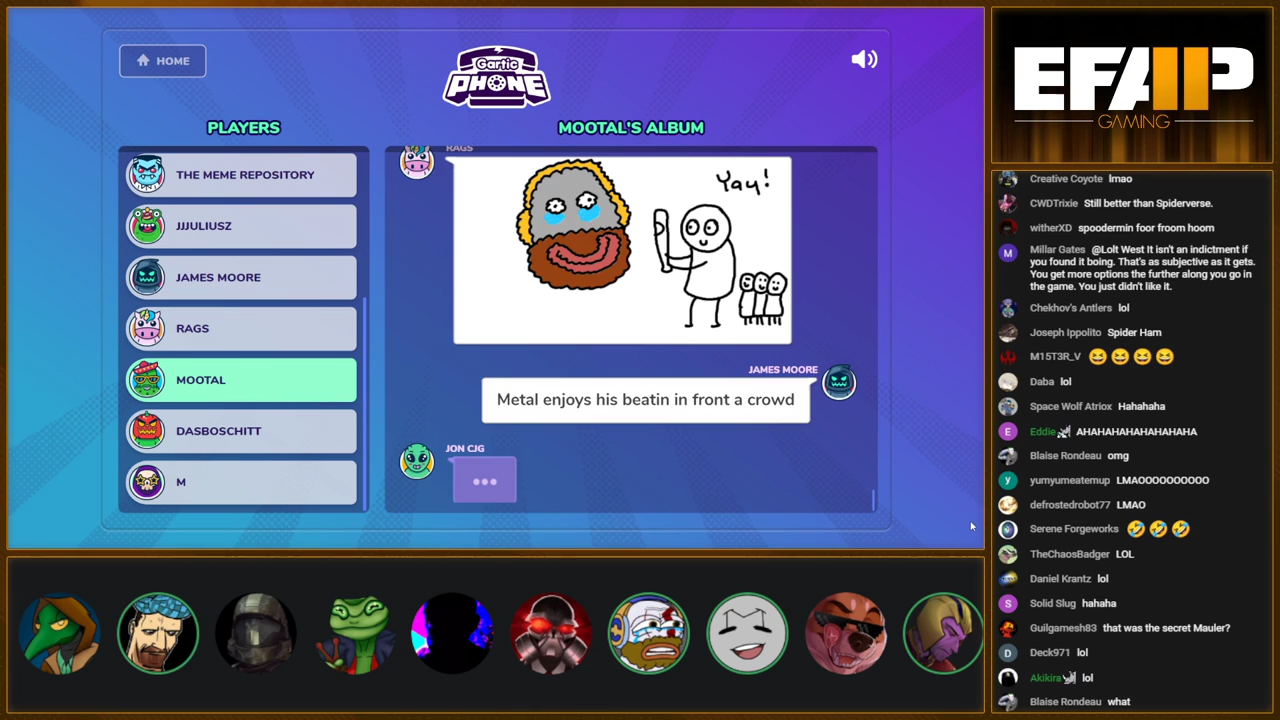 HOME
Gartic
PHONE
PLAYERS
THE MEME REPOSITORY
JJJULIUSZ
JAMES MOORE
RAGS
MOOTAL
DASBOSCHITT
M
MOOTAL'S ALBUM
RAGS
Yay!
JAMES MOORE
Metal enjoys his beatin in front a crowd
JON CJG
EFAP
GAMING
Creative Coyote lmao
CWDTrixie Still better than Spiderverse.
witherXD spoodermin foor froom hoom
M
Millar Gates @Lolt West It isn't an indictment if
you found it boing. That's as subjective as it gets.
You get more options the further along you go in
the game. You just didn't like it.
Chekhov's Antlers lol
Joseph Ippolito Spider Ham
M15T3R_V 😆 😆 😆 😆
Daba lol
Space Wolf Atriox Hahahaha
E Eddie AHAHAHAHAHAHAHA
Blaise Rondeau omg
y yumyumeatemup LMAOOOOOOOOOO
defrostedrobot77 LMAO
Serene Forgeworks 🤣 🤣 🤣
TheChaosBadger LOL
Daniel Krantz lol
S Solid Slug hahaha
Guilgamesh83 that was the secret Mauler?
D Deck971 lol
Akikira lol
Blaise Rondeau what